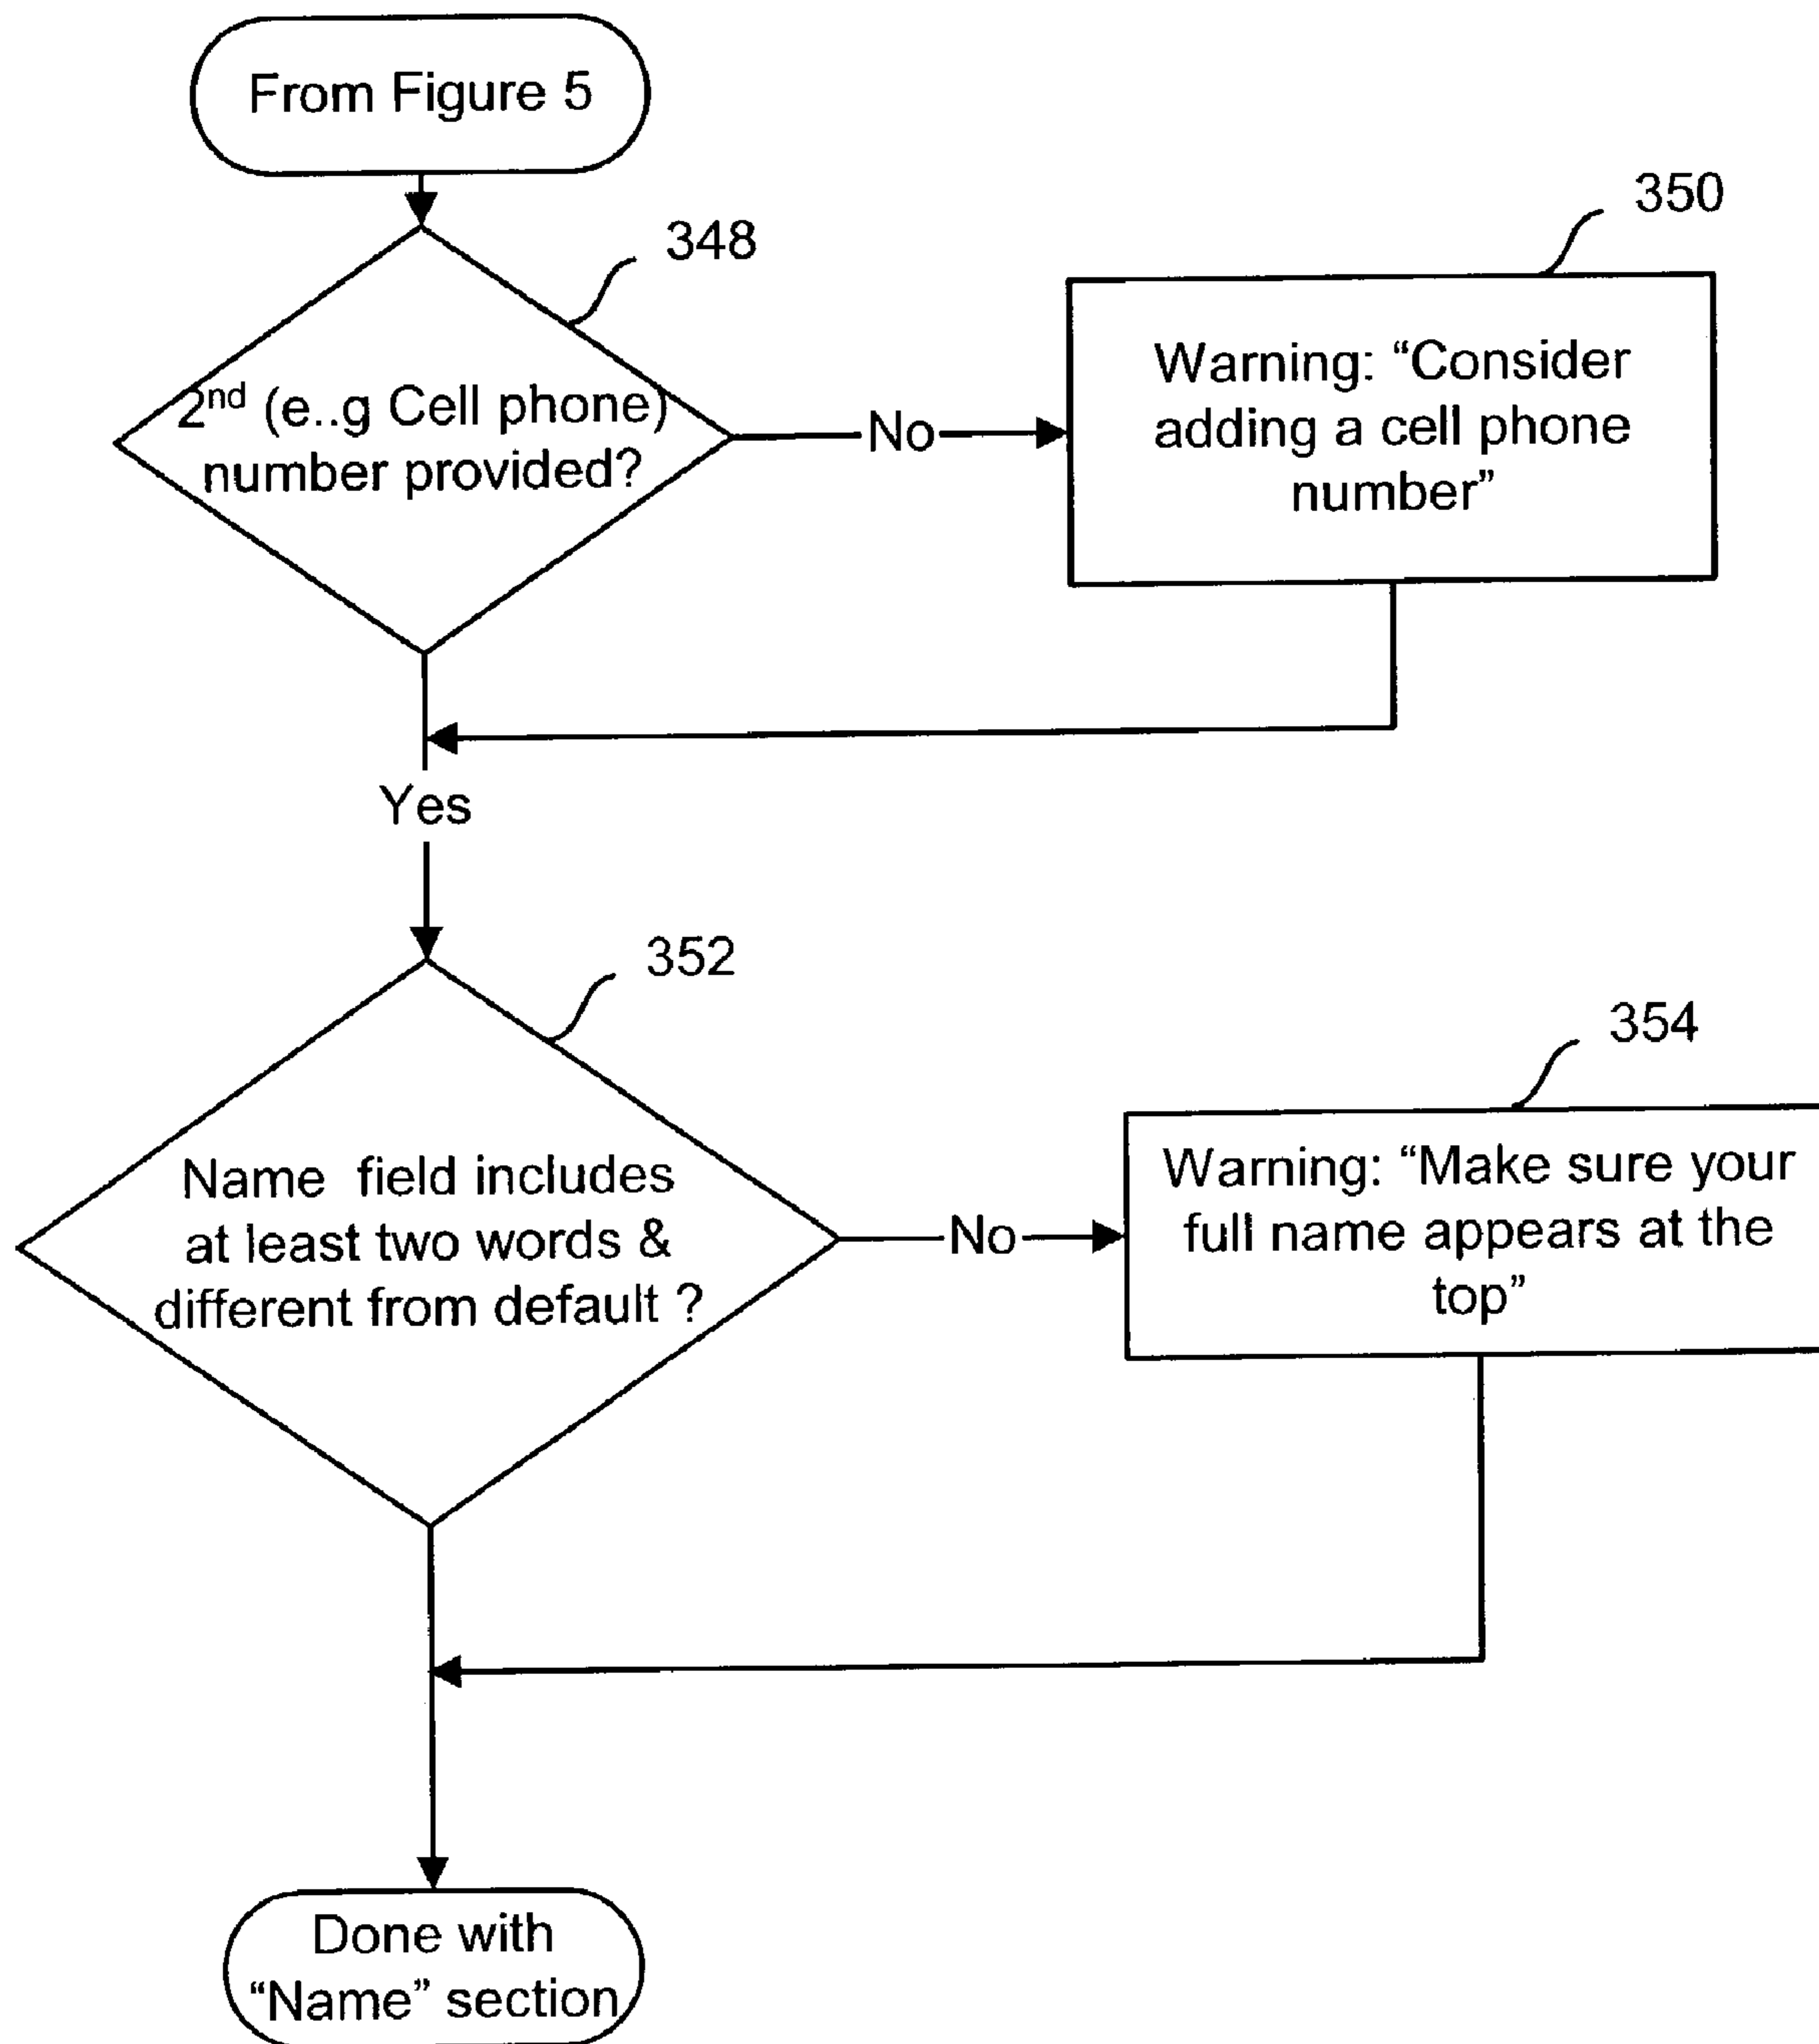 From Figure 5
348
2nd (e..g Cell phone)
number provided?
No
350
Warning: “Consider
adding a cell phone
number”
Yes
352
Name field includes
at least two words &
different from default ?
No
354
Warning: “Make sure your
full name appears at the
top”
Done with
“Name” section